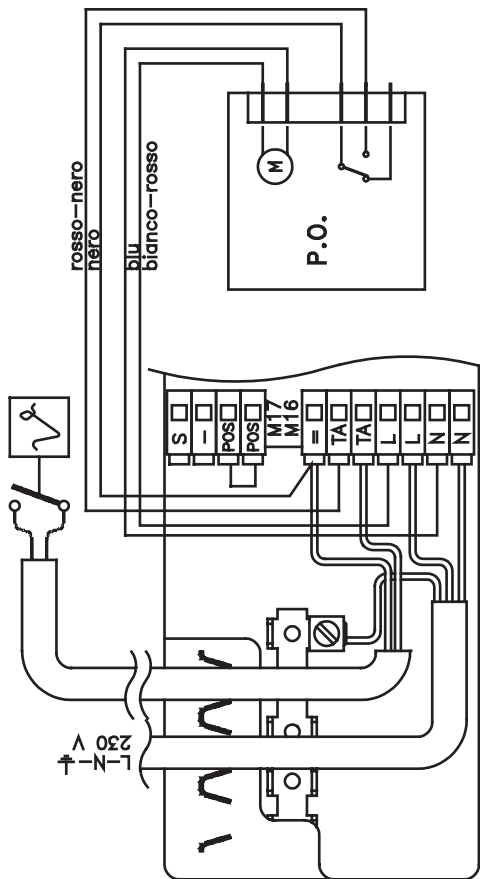 rosso-nero
nero
blu
bianco-rosso
M
P.O.
S
-
POS
POS
M17
M16
=
TA
TA
L
L
N
N
L-N-⏚
230 V